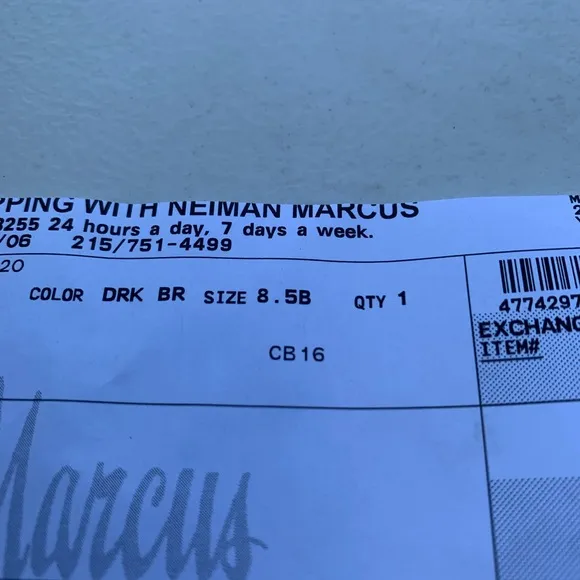 PPING WITH NEIMAN MARCUS
3255 24 hours a day, 7 days a week.
/06 215/751-4499
20
COLOR DRK BR SIZE 8.5B QTY 1
CB16
4774297
EXCHANG
ITEM#
Marcus